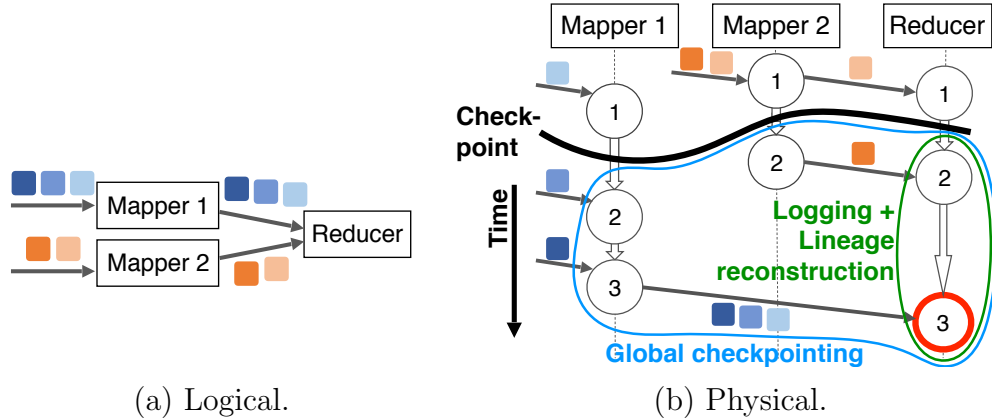 Mapper 1
Mapper 2
Reducer
(a) Logical.
Mapper 1
Mapper 2
Reducer
1
1
1
Check-
point
2
2
2
3
3
Time
Logging +
Lineage
reconstruction
Global checkpointing
(b) Physical.